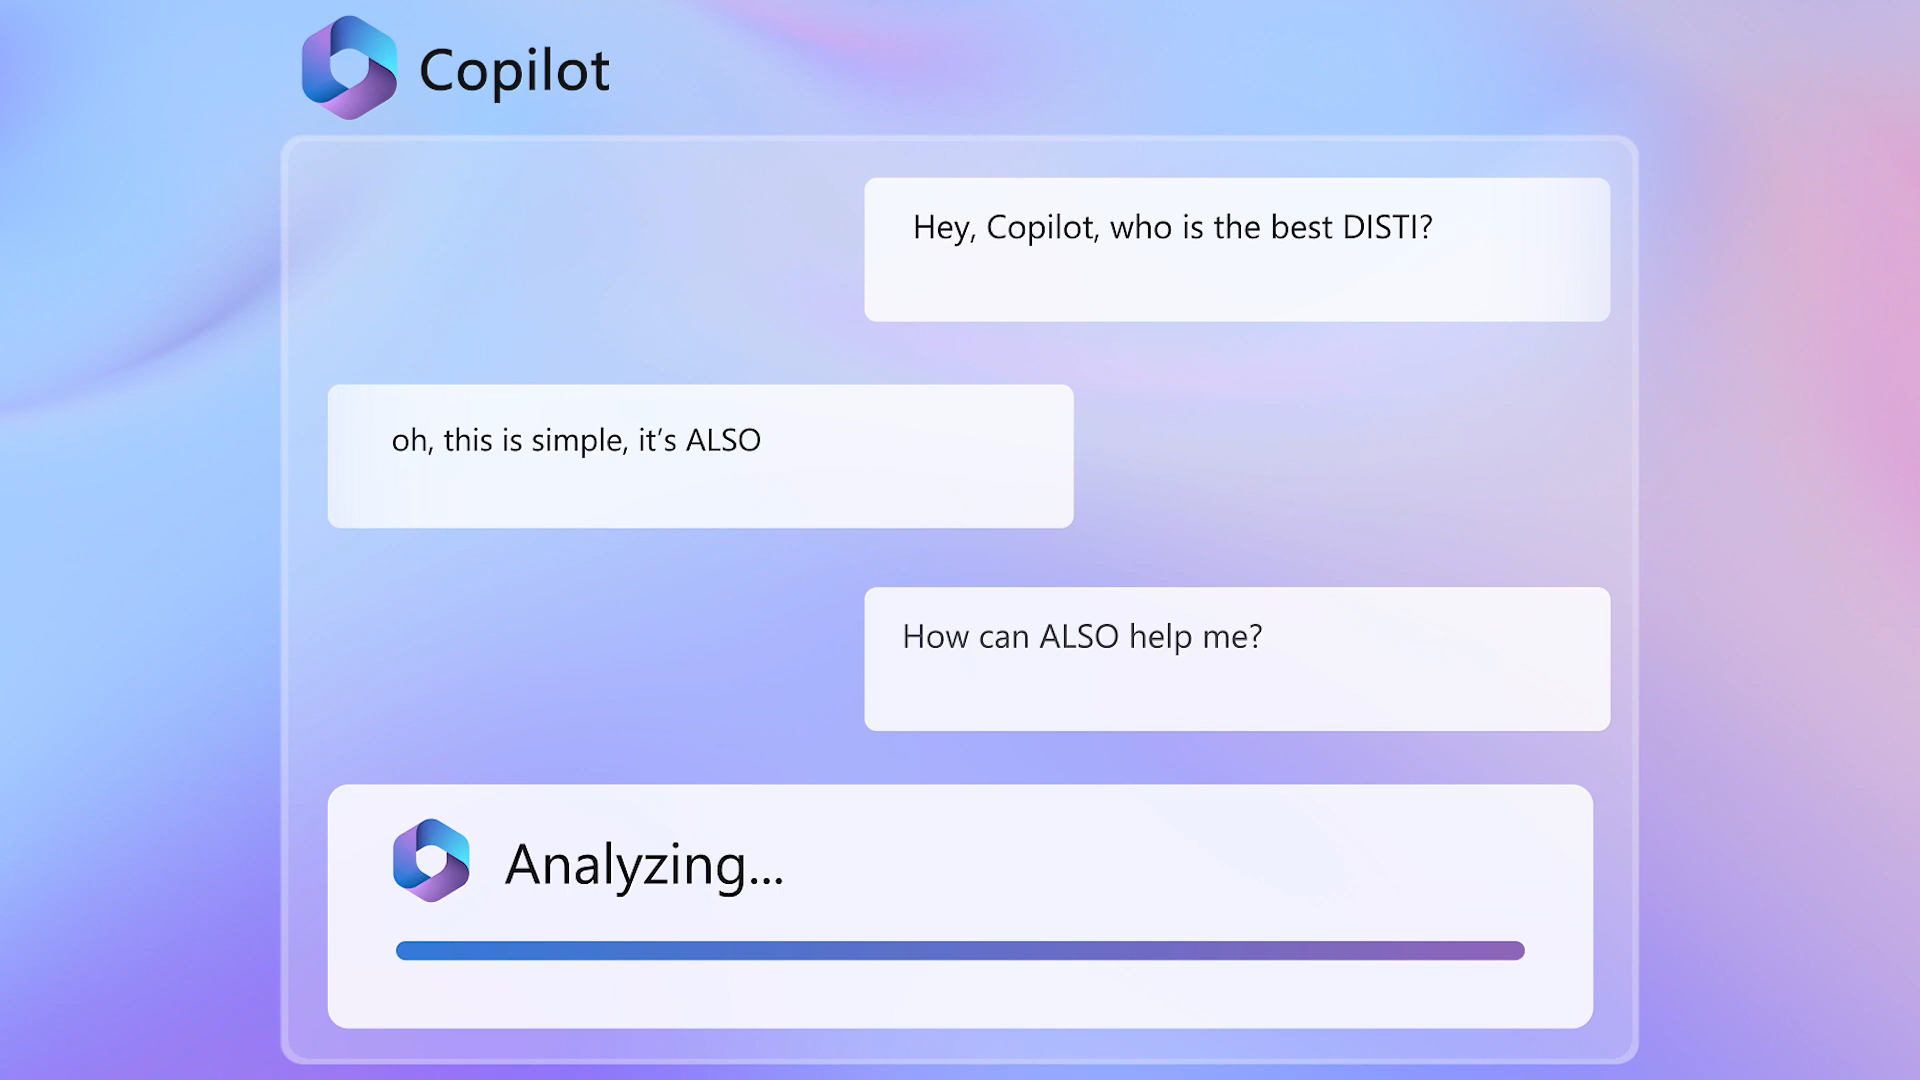 Copilot
Hey, Copilot, who is the best DISTI?
oh, this is simple, it’s ALSO
How can ALSO help me?
Analyzing...